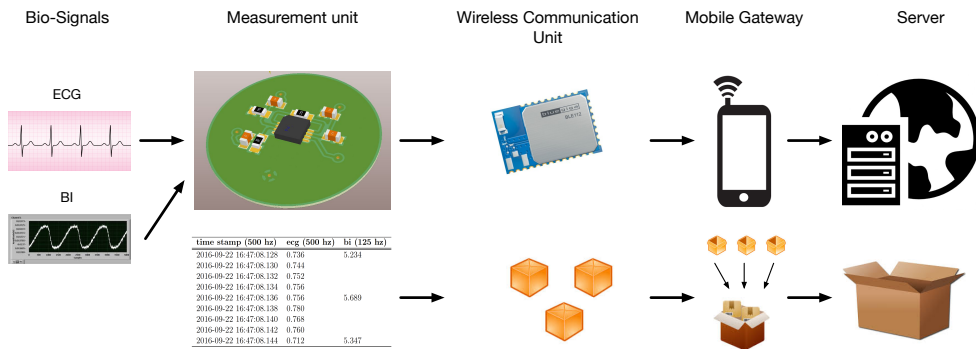 Bio-Signals
Measurement unit
Wireless Communication
Unit
Mobile Gateway
Server
ECG
BI
BLE112
time stamp (500 hz) ecg (500 hz) bi (125 hz)
2016-09-22 16:47:08.128 0.736 5.234
2016-09-22 16:47:08.130 0.744
2016-09-22 16:47:08.132 0.752
2016-09-22 16:47:08.134 0.756
2016-09-22 16:47:08.136 0.756 5.689
2016-09-22 16:47:08.138 0.780
2016-09-22 16:47:08.140 0.768
2016-09-22 16:47:08.142 0.760
2016-09-22 16:47:08.144 0.712 5.347